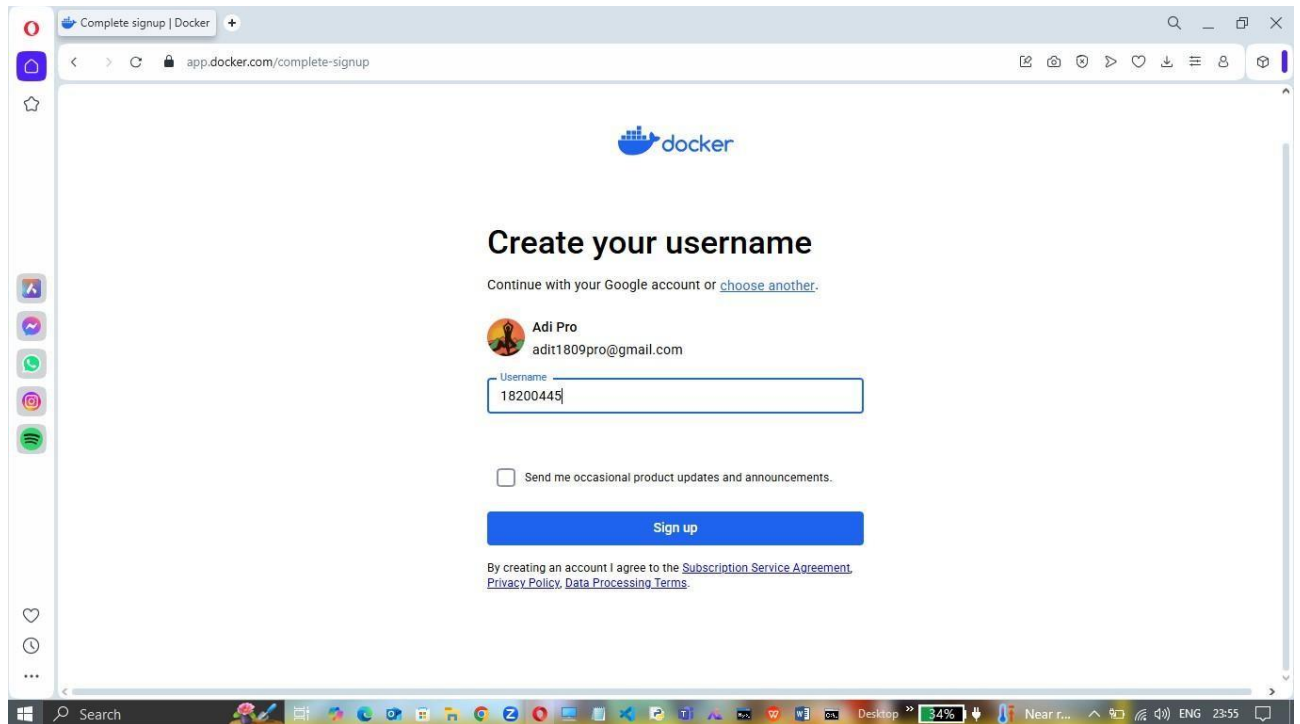 Complete signup | Docker
app.docker.com/complete-signup
docker
Create your username
Continue with your Google account or choose another.
Adi Pro
adit1809pro@gmail.com
Username
18200445
Send me occasional product updates and announcements.
Sign up
By creating an account I agree to the Subscription Service Agreement,
Privacy Policy, Data Processing Terms.
Search
Desktop
34%
Near r...
ENG
23:55